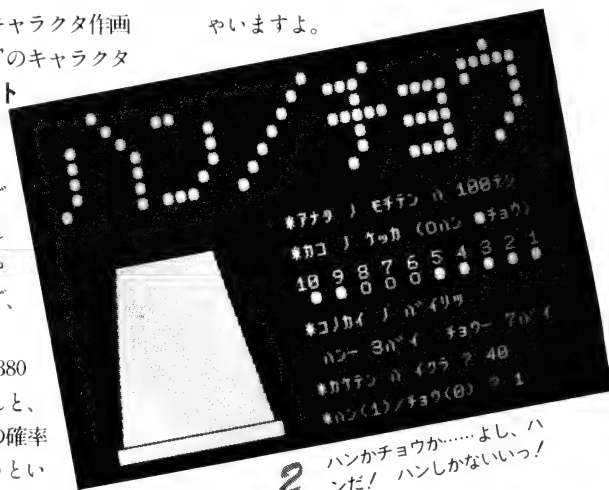 キャラクタ作画
のキャラクタ
ト
やいますよ。
380
と、
の確率
とい
ハン/チョウ
*アナタ ノ モチテン ハ 100テン
*カコ ノ ケッカ (Oハン ●チョウ)
10 9 8 7 6 5 4 3 2 1
●●○○○●●●●●
*コノカイ ノ バイリツ
ハンー 3バイ チョウー 7バイ
*カケテン ハ イクラ ? 40
*ハン(1)/チョウ(0) ? 1
2
ハンかチョウか……よし、ハ
ンだ! ハンしかないいっ!